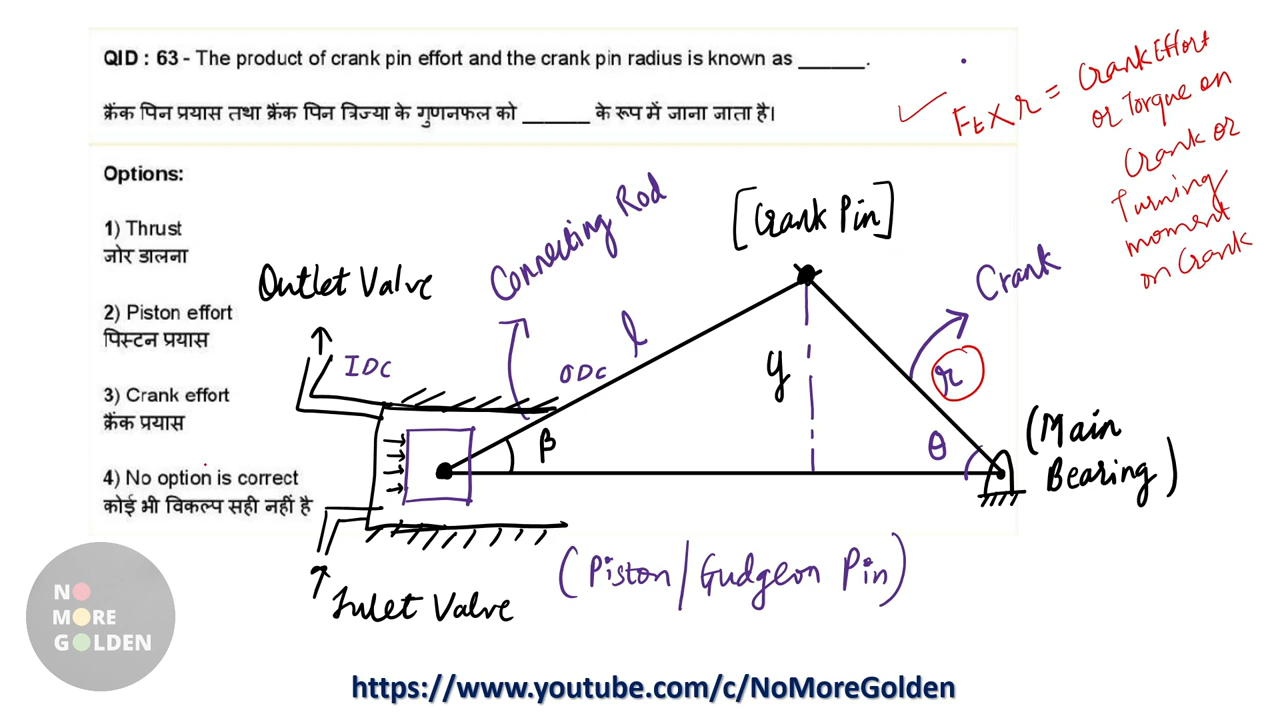 QID : 63 - The product of crank pin effort and the crank pin radius is known as ______.
क्रैंक पिन प्रयास तथा क्रैंक पिन त्रिज्या के गुणनफल को ______ के रूप में जाना जाता है।
Ft X r = Crank Effort
or Torque on
Crank or
Turning
moment
on Crank
Options:
1) Thrust
जोर डालना
2) Piston effort
पिस्टन प्रयास
3) Crank effort
क्रैंक प्रयास
4) No option is correct
कोई भी विकल्प सही नहीं है
Connecting Rod
[Crank Pin]
Crank
Outlet Valve
IDC
ODC
l
y
r
β
θ
(Main
Bearing)
(Piston/Gudgeon Pin)
Inlet Valve
NO
MORE
GOLDEN
https://www.youtube.com/c/NoMoreGolden